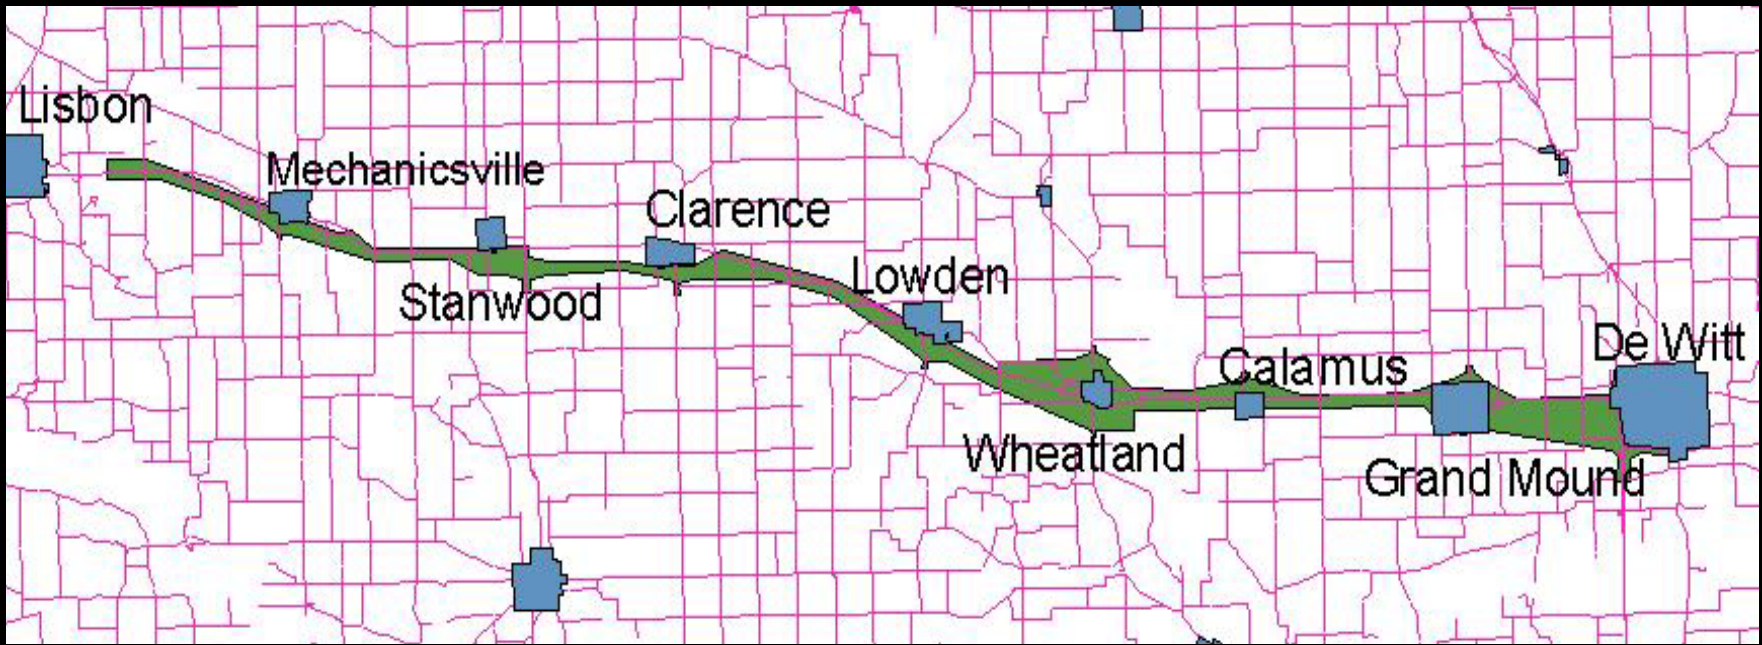 Lisbon
Mechanicsville
Clarence
Stanwood
Lowden
De Witt
Calamus
Wheatland
Grand Mound